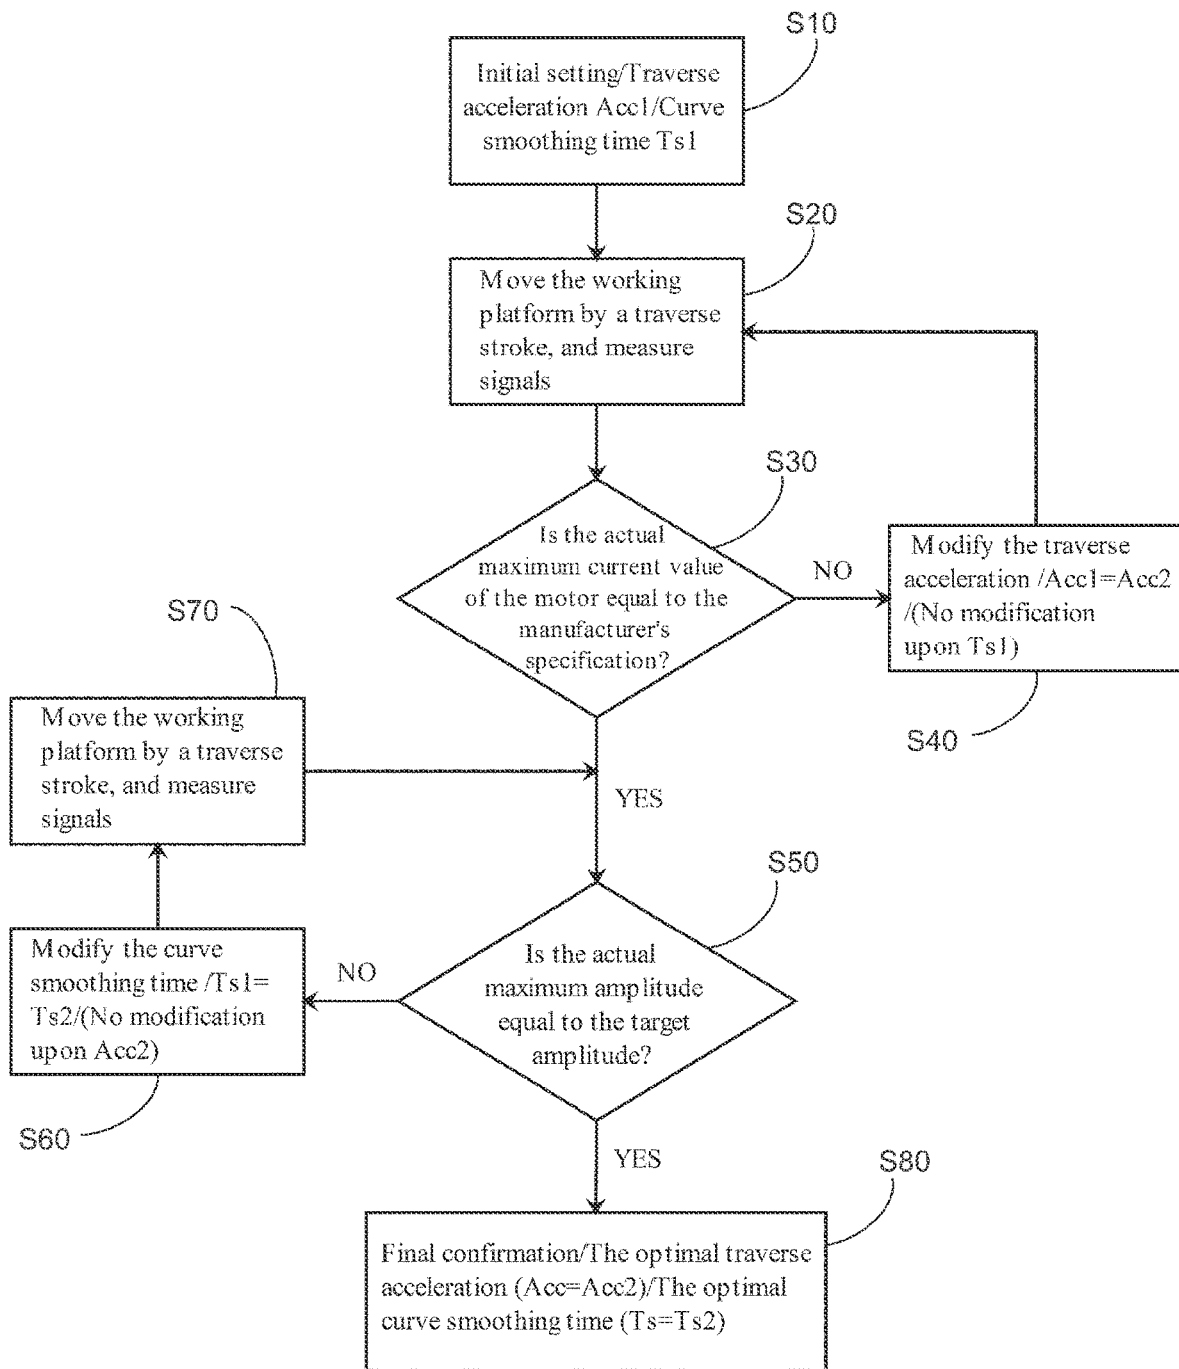 S10
Initial setting/Traverse
acceleration Acc1/Curve
smoothing time Ts1
S20
Move the working
platform by a traverse
stroke, and measure
signals
S30
Is the actual
maximum current value
of the motor equal to the
manufacturer's
specification?
NO
Modify the traverse
acceleration /Acc1=Acc2
/(No modification
upon Ts1)
S40
S70
Move the working
platform by a traverse
stroke, and measure
signals
YES
S50
Is the actual
maximum amplitude
equal to the target
amplitude?
NO
Modify the curve
smoothing time /Ts1=
Ts2/(No modification
upon Acc2)
S60
YES
S80
Final confirmation/The optimal traverse
acceleration (Acc=Acc2)/The optimal
curve smoothing time (Ts=Ts2)